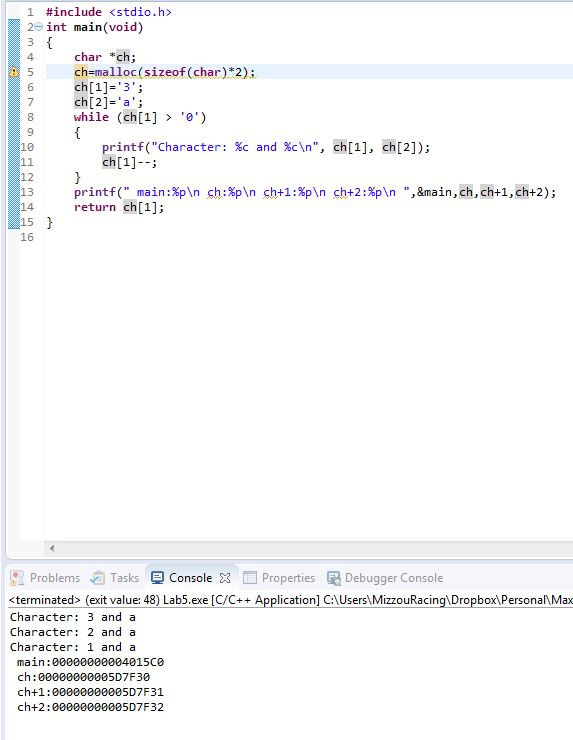 1 #include <stdio.h>
2 int main(void)
3 {
4 char *ch;
5 ch=malloc(sizeof(char)*2);
6 ch[1]='3';
7 ch[2]='a';
8 while (ch[1] > '0')
9 {
10 printf("Character: %c and %c\n", ch[1], ch[2]);
11 ch[1]--;
12 }
13 printf(" main:%p\n ch:%p\n ch+1:%p\n ch+2:%p\n ",&main,ch,ch+1,ch+2);
14 return ch[1];
15 }
16
Problems Tasks Console Properties Debugger Console
<terminated> (exit value: 48) Lab5.exe [C/C++ Application] C:\Users\MizzouRacing\Dropbox\Personal\Max
Character: 3 and a
Character: 2 and a
Character: 1 and a
main:00000000004015C0
ch:00000000005D7F30
ch+1:00000000005D7F31
ch+2:00000000005D7F32